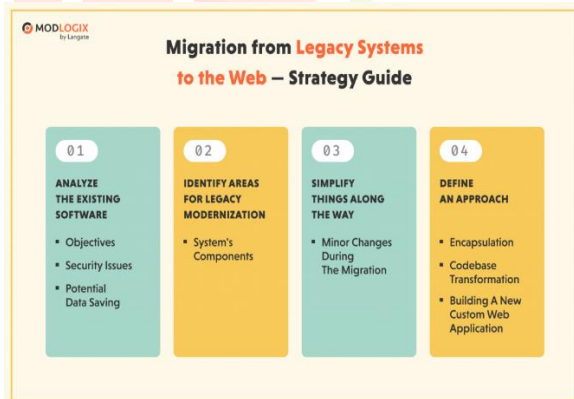 MODLOGIX
by Langate
Migration from Legacy Systems
to the Web – Strategy Guide
01
ANALYZE
THE EXISTING
SOFTWARE
▪ Objectives
▪ Security Issues
▪ Potential
Data Saving
02
IDENTIFY AREAS
FOR LEGACY
MODERNIZATION
▪ System's
Components
03
SIMPLIFY
THINGS ALONG
THE WAY
▪ Minor Changes
During
The Migration
04
DEFINE
AN APPROACH
▪ Encapsulation
▪ Codebase
Transformation
▪ Building A New
Custom Web
Application